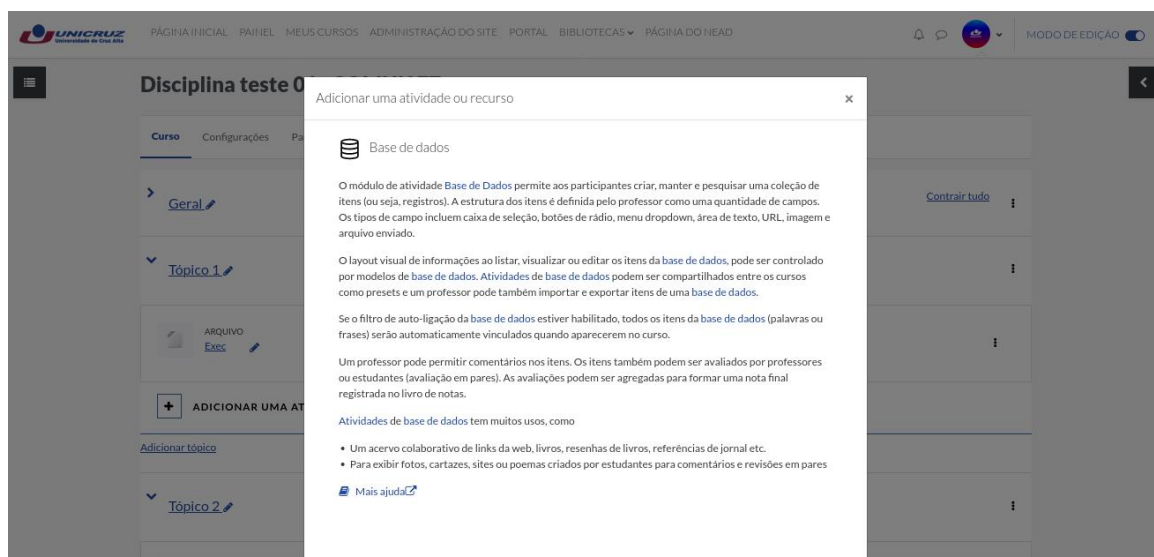 UNICRUZ
Universidade de Cruz Alta
PÁGINA INICIAL PAINEL MEUS CURSOS ADMINISTRAÇÃO DO SITE PORTAL BIBLIOTECAS PÁGINA DO NEAD
MODO DE EDIÇÃO
Disciplina teste 0
Adicionar uma atividade ou recurso
×
Curso Configurações Pa
Base de dados
O módulo de atividade Base de Dados permite aos participantes criar, manter e pesquisar uma coleção de
itens (ou seja, registros). A estrutura dos itens é definida pelo professor como uma quantidade de campos.
Os tipos de campo incluem caixa de seleção, botões de rádio, menu dropdown, área de texto, URL, imagem e
arquivo enviado.
Geral
Contrair tudo
O layout visual de informações ao listar, visualizar ou editar os itens da base de dados, pode ser controlado
por modelos de base de dados. Atividades de base de dados podem ser compartilhados entre os cursos
como presets e um professor pode também importar e exportar itens de uma base de dados.
Tópico 1
Se o filtro de auto-ligação da base de dados estiver habilitado, todos os itens da base de dados (palavras ou
frases) serão automaticamente vinculados quando aparecerem no curso.
ARQUIVO
Exec
Um professor pode permitir comentários nos itens. Os itens também podem ser avaliados por professores
ou estudantes (avaliação em pares). As avaliações podem ser agregadas para formar uma nota final
registrada no livro de notas.
ADICIONAR UMA AT
Atividades de base de dados tem muitos usos, como
Adicionar tópico
• Um acervo colaborativo de links da web, livros, resenhas de livros, referências de jornal etc.
• Para exibir fotos, cartazes, sites ou poemas criados por estudantes para comentários e revisões em pares
Mais ajuda
Tópico 2